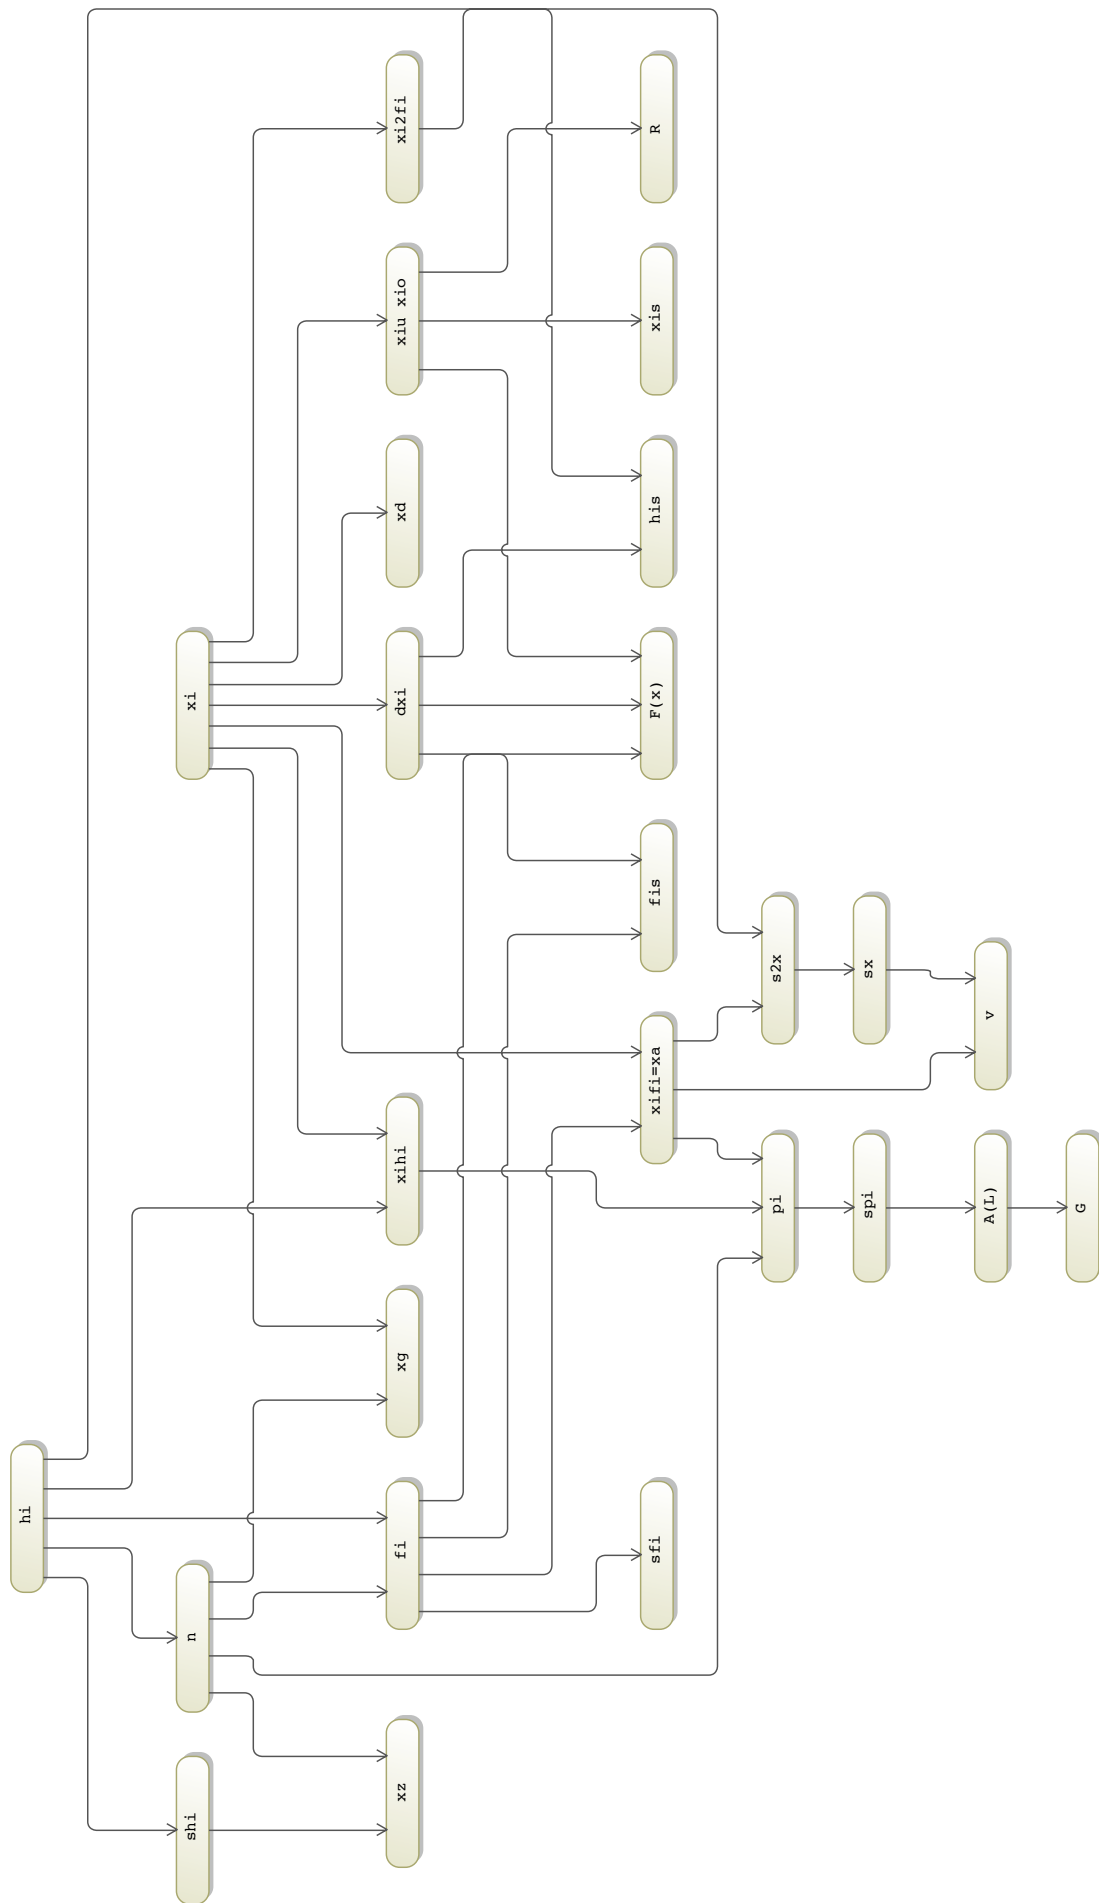 hi
xi
n
shi
xi2fi
xiu xio
xd
dxi
xihi
xg
fi
xz
R
xis
his
F(x)
fis
xifi=xa
sfi
s2x
pi
sx
spi
v
A(L)
G